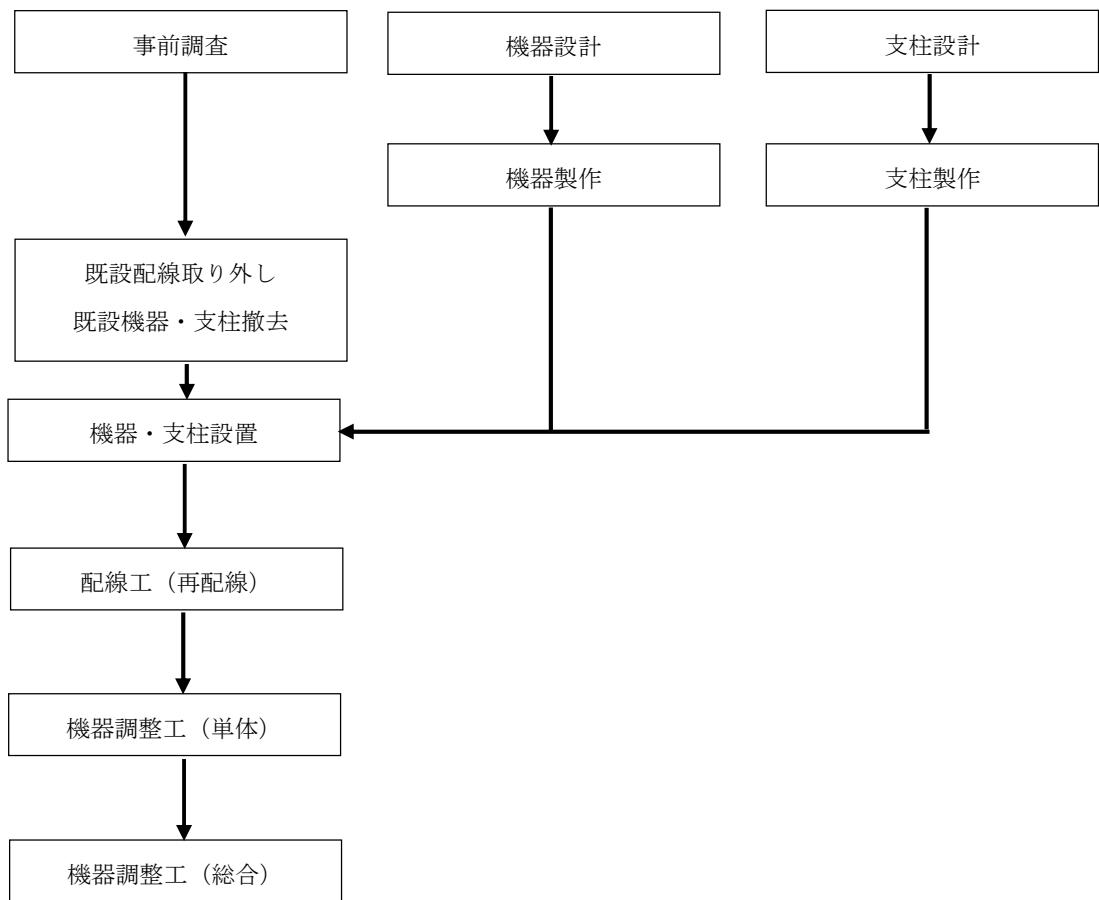 事前調査
機器設計
支柱設計
機器製作
支柱製作
既設配線取り外し
既設機器・支柱撤去
機器・支柱設置
配線工（再配線）
機器調整工（単体）
機器調整工（総合）